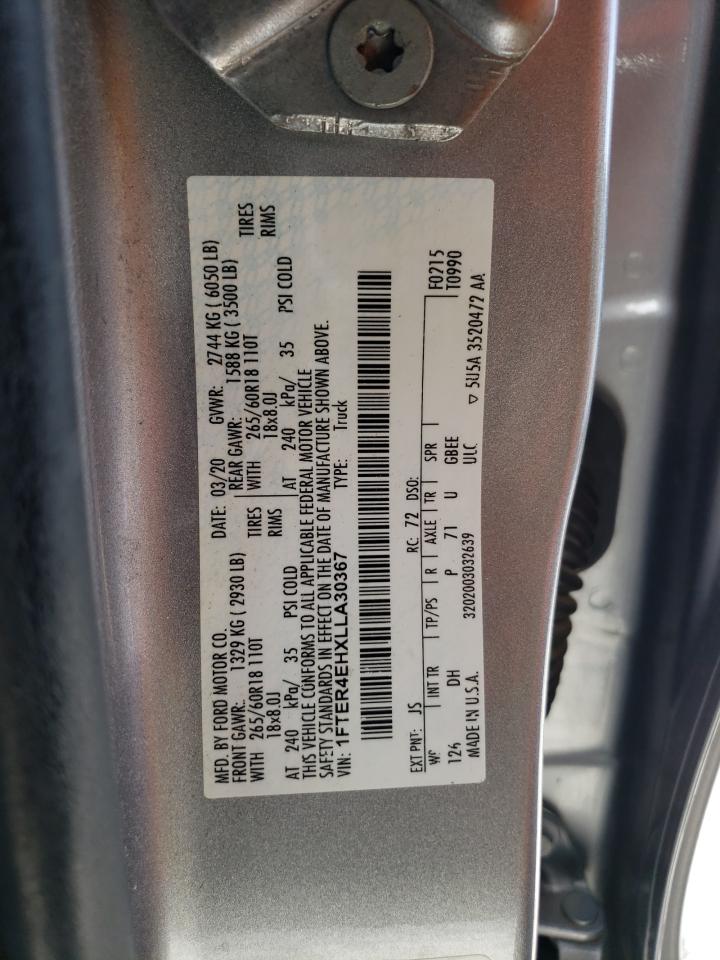 MFD. BY FORD MOTOR CO. DATE: 03/20 GVWR: 2744 KG ( 6050 LB)
FRONT GAWR: 1329 KG ( 2930 LB) REAR GAWR: 1588 KG ( 3500 LB)
WITH 265/60R18 110T TIRES WITH 265/60R18 110T TIRES
18x8.0J RIMS 18x8.0J RIMS
AT 240 kPa/ 35 PSI COLD AT 240 kPa/ 35 PSI COLD
THIS VEHICLE CONFORMS TO ALL APPLICABLE FEDERAL MOTOR VEHICLE
SAFETY STANDARDS IN EFFECT ON THE DATE OF MANUFACTURE SHOWN ABOVE.
VIN: 1FTER4EHXLLA30367 TYPE: Truck
EXT PNT: JS RC: 72 DSO: F0215
WB INT TR TP/PS R AXLE TR SPR T0990
126 DH P 71 U GBEE
MADE IN U.S.A. 3202003032639 ULC ▽ 5U5A 3520472 AA